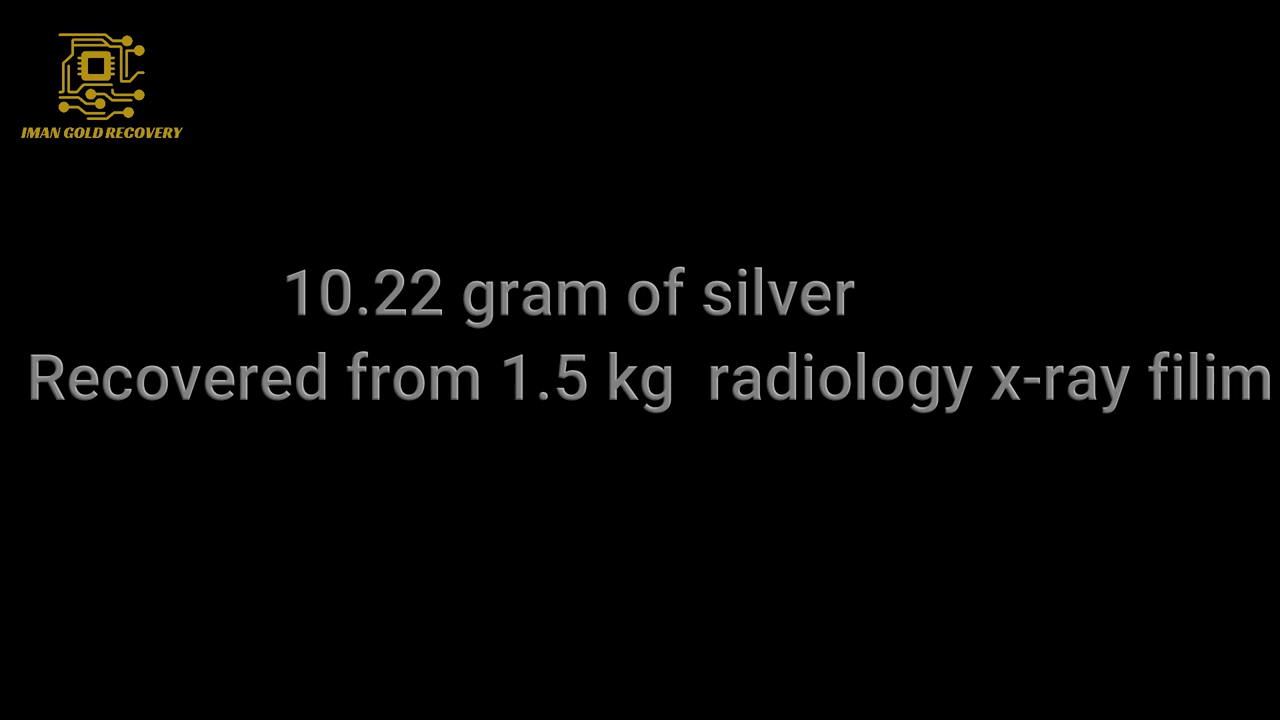 IMAN GOLD RECOVERY
10.22 gram of silver
Recovered from 1.5 kg radiology x-ray filim